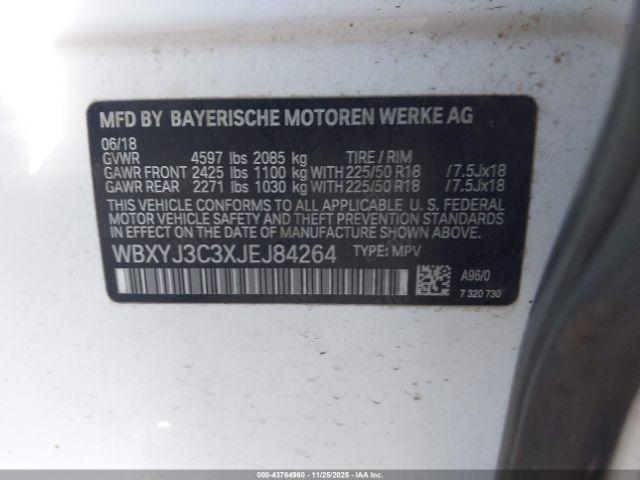 MFD BY BAYERISCHE MOTOREN WERKE AG
06/18
GVWR 4597 lbs 2085 kg TIRE / RIM
GAWR FRONT 2425 lbs 1100 kg WITH 225/50 R18 /7.5Jx18
GAWR REAR 2271 lbs 1030 kg WITH 225/50 R18 /7.5Jx18
THIS VEHICLE CONFORMS TO ALL APPLICABLE U. S. FEDERAL
MOTOR VEHICLE SAFETY AND THEFT PREVENTION STANDARDS
IN EFFECT ON THE DATE OF MANUFACTURE SHOWN ABOVE.
WBXYJ3C3XJEJ84264 TYPE: MPV
A96/0
7 320 730
000-43764960 - 11/25/2025 - IAAI.COM